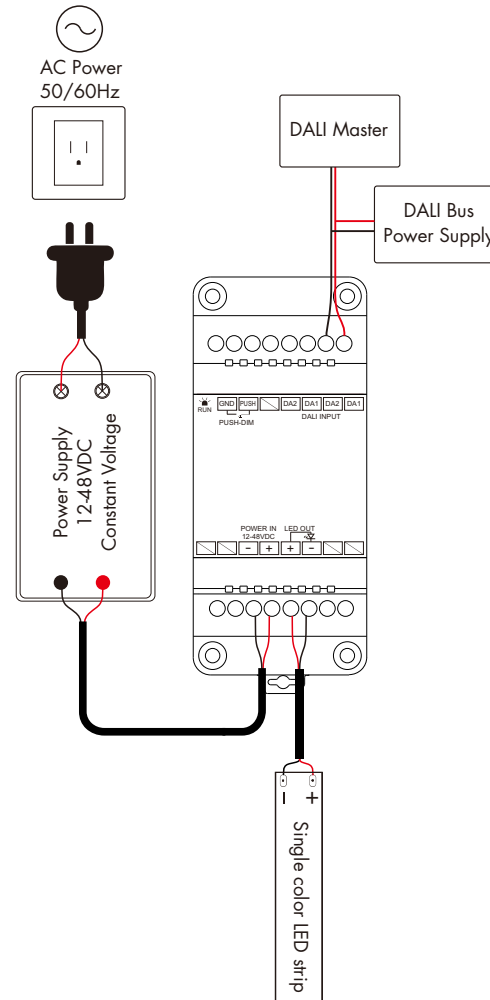 AC Power
50/60Hz
DALI Master
DALI Bus
Power Supply
RUN
GND PUSH DA2 DA1 DA2 DA1
PUSH-DIM
DALI INPUT
Power Supply
12-48VDC
Constant Voltage
POWER IN
12-48VDC
LED OUT
− + + −
− +
Single color LED strip